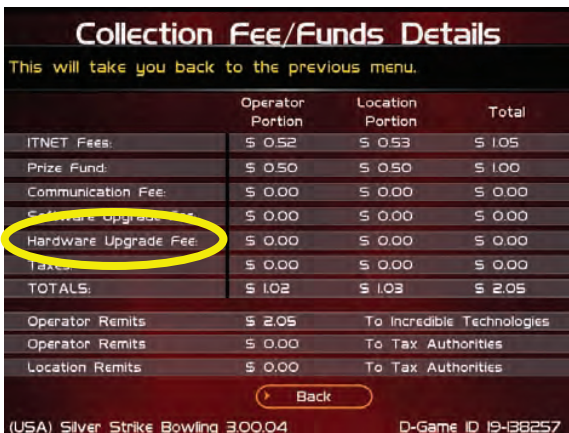 Collection Fee/Funds Details
This will take you back to the previous menu.
Operator Portion Location Portion Total
ITNET Fees: $ 0.52 $ 0.53 $ 1.05
Prize Fund: $ 0.50 $ 0.50 $ 1.00
Communication Fee: $ 0.00 $ 0.00 $ 0.00
Software Upgrade Fee: $ 0.00 $ 0.00 $ 0.00
Hardware Upgrade Fee: $ 0.00 $ 0.00 $ 0.00
Taxes: $ 0.00 $ 0.00 $ 0.00
TOTALS: $ 1.02 $ 1.03 $ 2.05
Operator Remits $ 2.05 To Incredible Technologies
Operator Remits $ 0.00 To Tax Authorities
Location Remits $ 0.00 To Tax Authorities
Back
(USA) Silver Strike Bowling 3.00.04 D-Game ID 19-138257